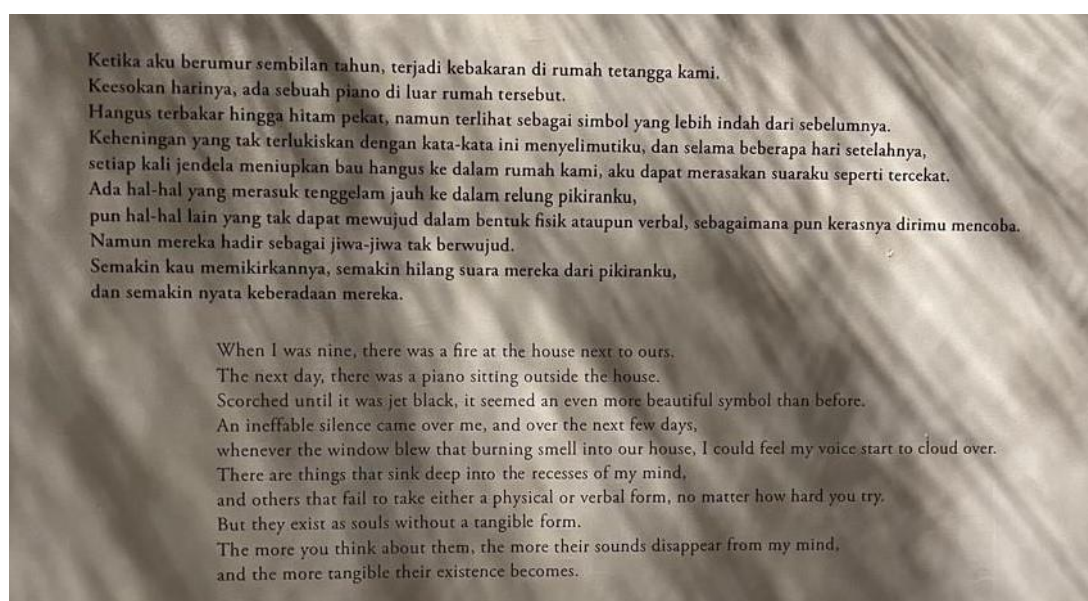 Ketika aku berumur sembilan tahun, terjadi kebakaran di rumah tetangga kami.
Keesokan harinya, ada sebuah piano di luar rumah tersebut.
Hangus terbakar hingga hitam pekat, namun terlihat sebagai simbol yang lebih indah dari sebelumnya.
Keheningan yang tak terlukiskan dengan kata-kata ini menyelimutiku, dan selama beberapa hari setelahnya,
setiap kali jendela meniupkan bau hangus ke dalam rumah kami, aku dapat merasakan suaraku seperti tercekat.
Ada hal-hal yang merasuk tenggelam jauh ke dalam relung pikiranku,
pun hal-hal lain yang tak dapat mewujud dalam bentuk fisik ataupun verbal, sebagaimana pun kerasnya dirimu mencoba.
Namun mereka hadir sebagai jiwa-jiwa tak berwujud.
Semakin kau memikirkannya, semakin hilang suara mereka dari pikiranku,
dan semakin nyata keberadaan mereka.
When I was nine, there was a fire at the house next to ours.
The next day, there was a piano sitting outside the house.
Scorched until it was jet black, it seemed an even more beautiful symbol than before.
An ineffable silence came over me, and over the next few days,
whenever the window blew that burning smell into our house, I could feel my voice start to cloud over.
There are things that sink deep into the recesses of my mind,
and others that fail to take either a physical or verbal form, no matter how hard you try.
But they exist as souls without a tangible form.
The more you think about them, the more their sounds disappear from my mind,
and the more tangible their existence becomes.